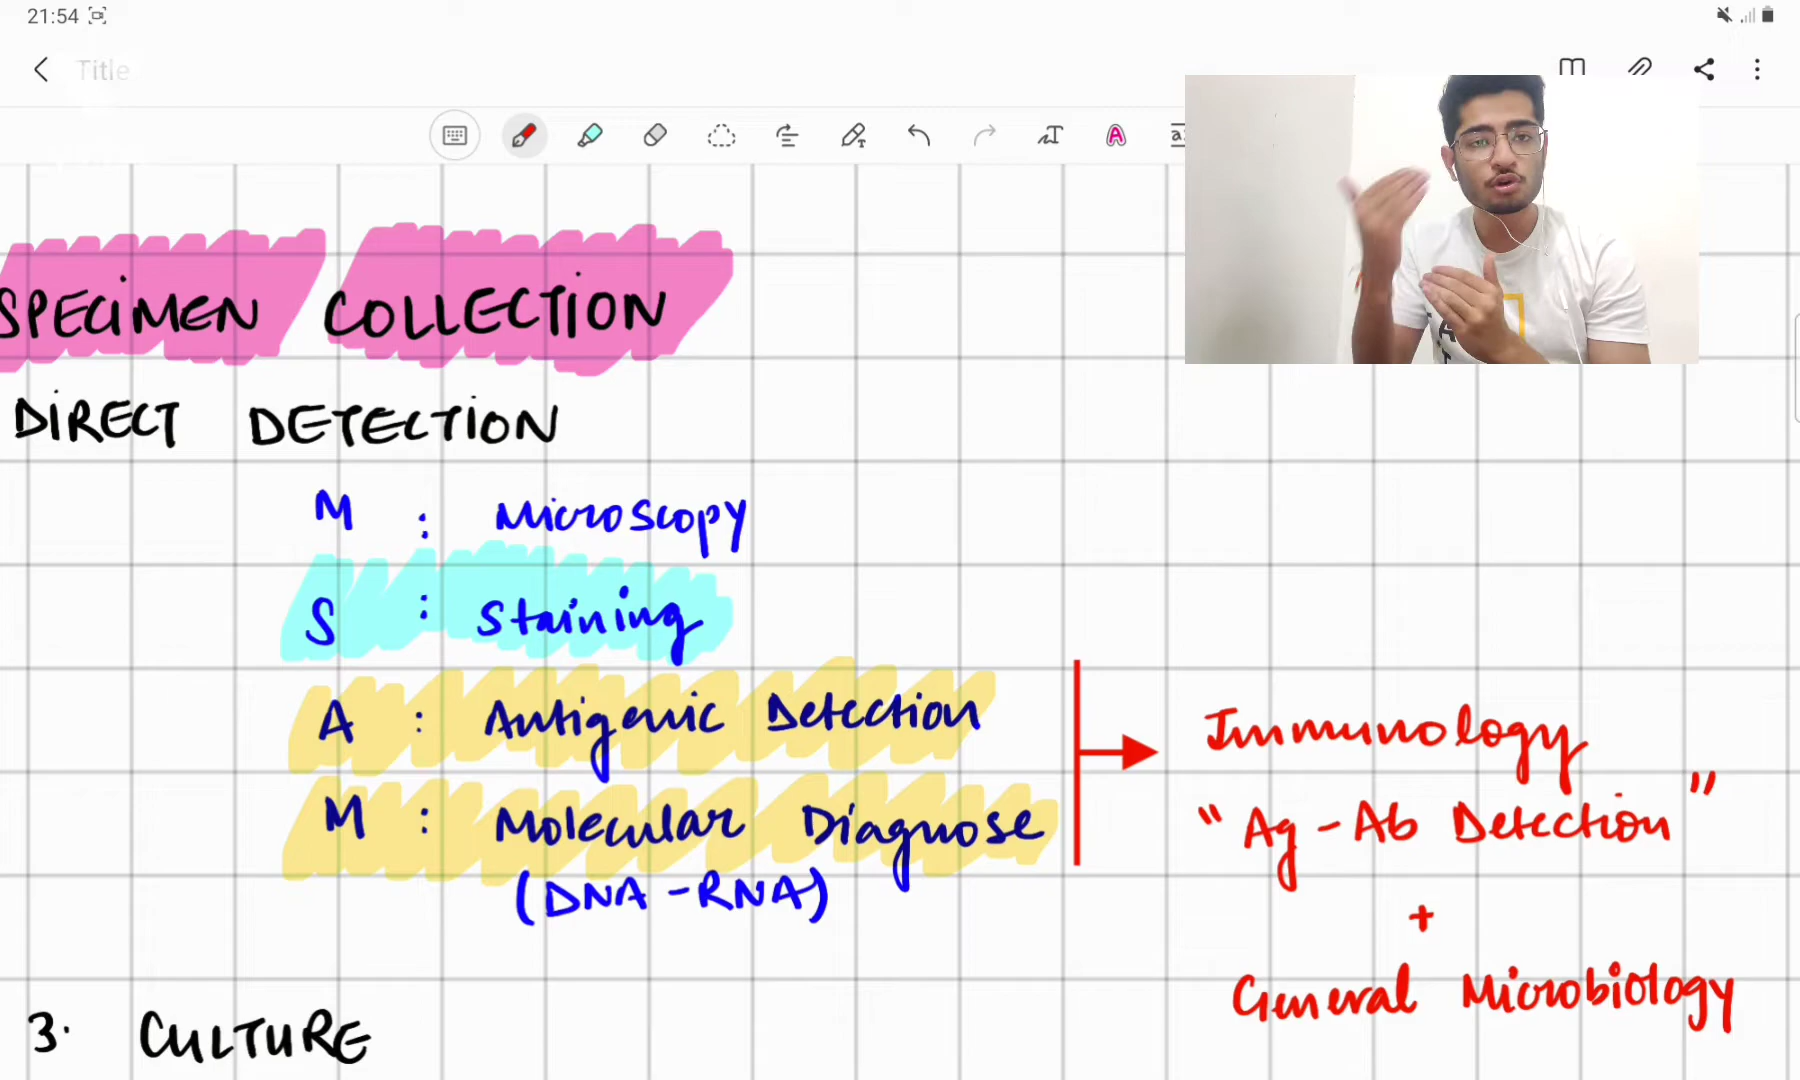 21:54
Title
SPECIMEN COLLECTION
DIRECT DETECTION
M : Microscopy
S : Staining
A : Antigenic Detection
M : Molecular Diagnose
(DNA-RNA)
Immunology
"Ag-Ab Detection"
+
General Microbiology
3. CULTURE